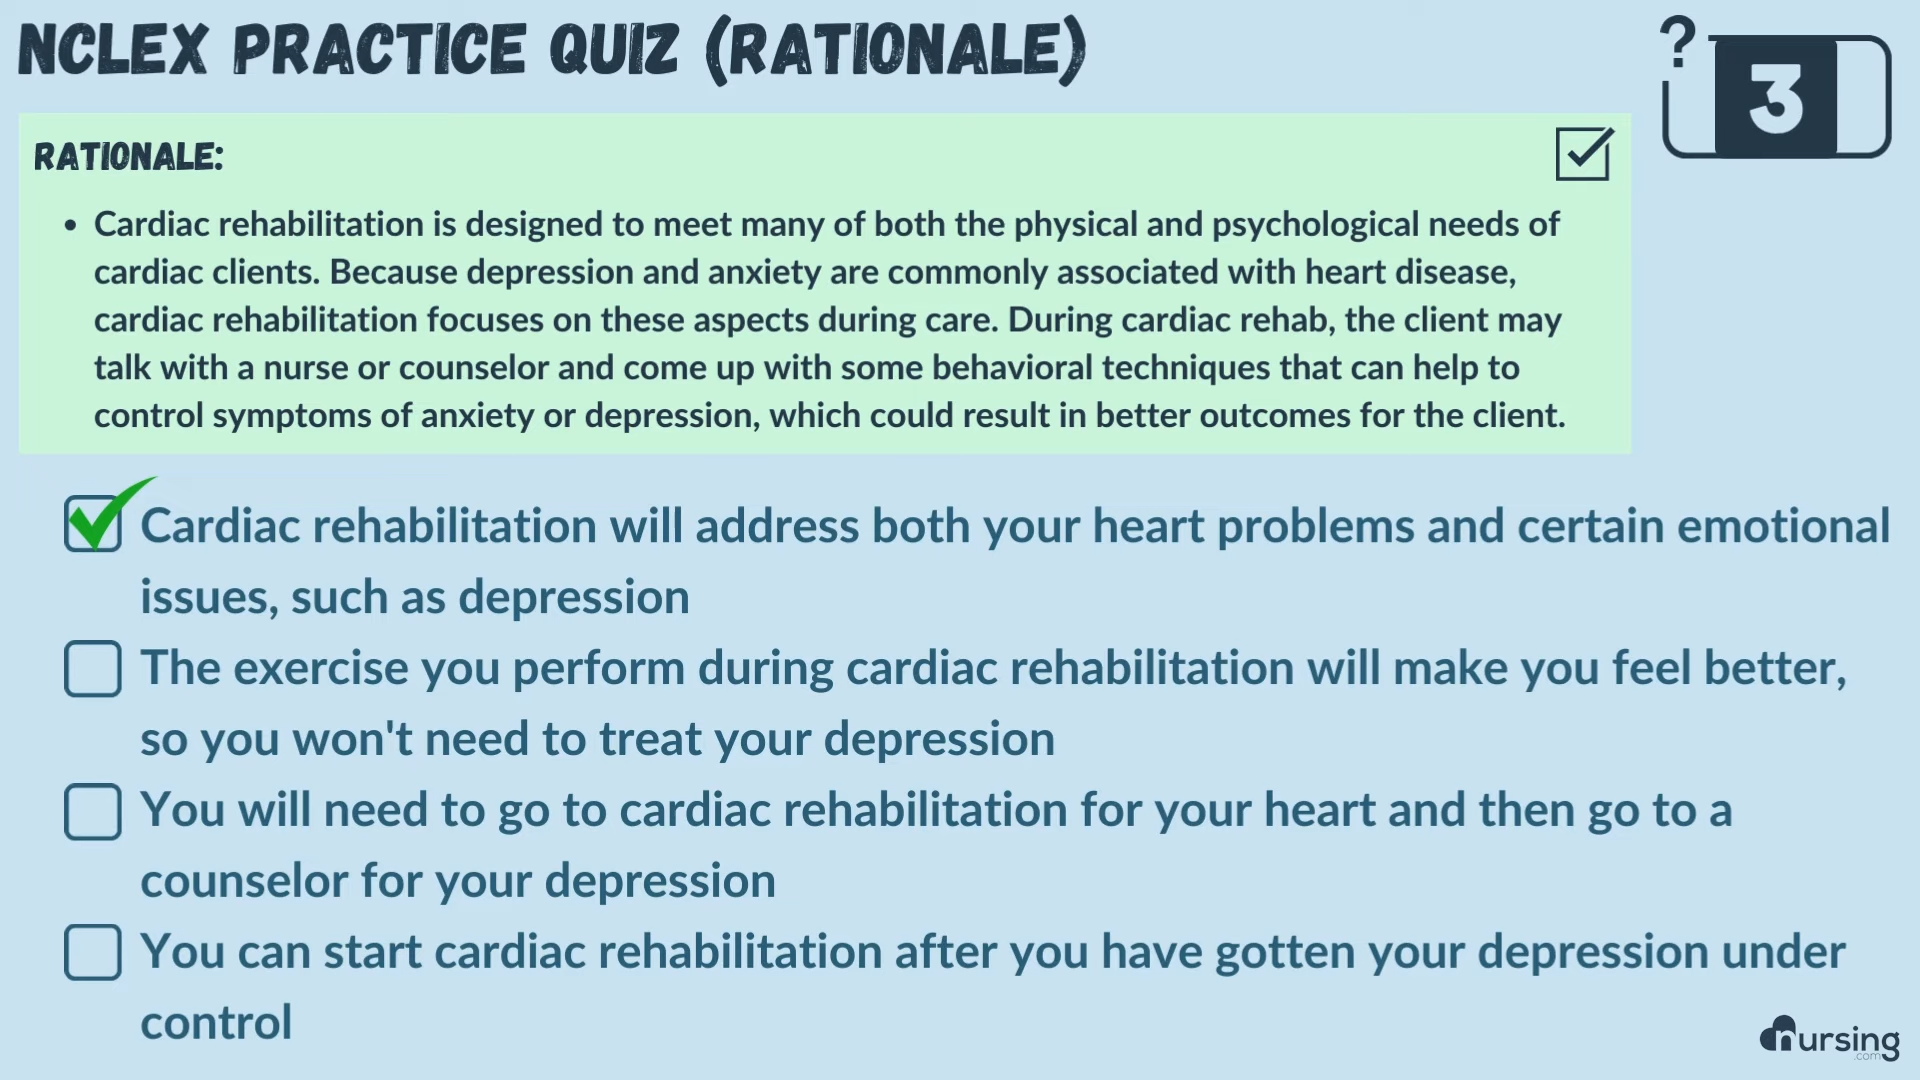 NCLEX PRACTICE QUIZ (RATIONALE)
?
3
RATIONALE:
• Cardiac rehabilitation is designed to meet many of both the physical and psychological needs of
cardiac clients. Because depression and anxiety are commonly associated with heart disease,
cardiac rehabilitation focuses on these aspects during care. During cardiac rehab, the client may
talk with a nurse or counselor and come up with some behavioral techniques that can help to
control symptoms of anxiety or depression, which could result in better outcomes for the client.
Cardiac rehabilitation will address both your heart problems and certain emotional
issues, such as depression
The exercise you perform during cardiac rehabilitation will make you feel better,
so you won't need to treat your depression
You will need to go to cardiac rehabilitation for your heart and then go to a
counselor for your depression
You can start cardiac rehabilitation after you have gotten your depression under
control
nursing
.com